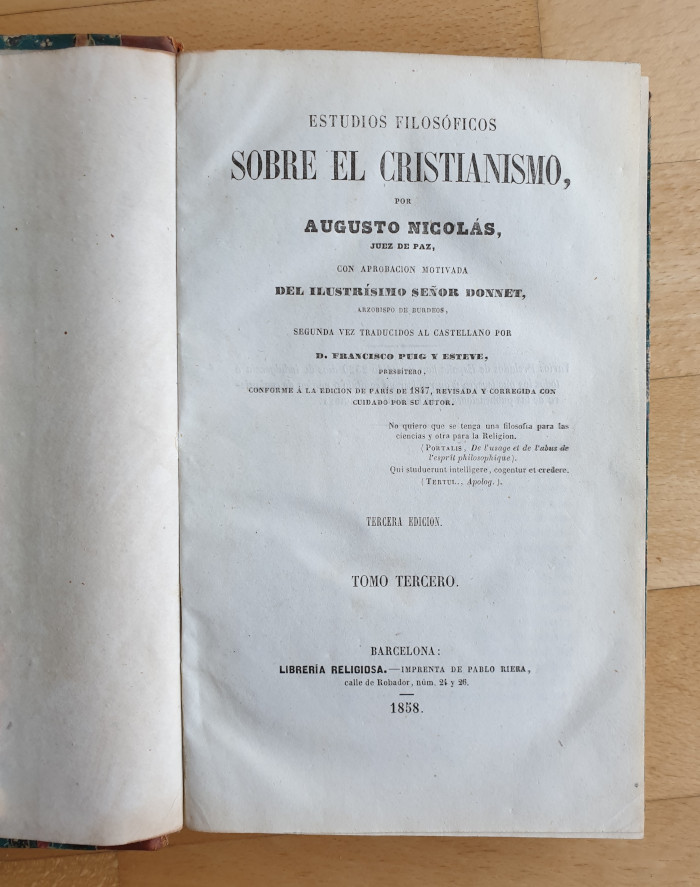 ESTUDIOS FILOSÓFICOS
SOBRE EL CRISTIANISMO,
POR
AUGUSTO NICOLÁS,
JUEZ DE PAZ,
CON APROBACION MOTIVADA
DEL ILUSTRÍSIMO SEÑOR DONNET,
ARZOBISPO DE BURDEOS,
SEGUNDA VEZ TRADUCIDOS AL CASTELLANO POR
D. FRANCISCO PUIG Y ESTEVE,
PRESBÍTERO,
CONFORME Á LA EDICION DE PARÍS DE 1847, REVISADA Y CORREGIDA CON
CUIDADO POR SU AUTOR.
No quiero que se tenga una filosofía para las
ciencias y otra para la Religion.
(PORTALIS, De l'usage et de l'abus de
l'esprit philosophique).
Qui studuerunt intelligere, cogentur et credere.
(TERTUL., Apolog.).
TERCERA EDICION.
TOMO TERCERO.
BARCELONA:
LIBRERÍA RELIGIOSA.—IMPRENTA DE PABLO RIERA,
calle de Robador, núm. 24 y 26.
1858.